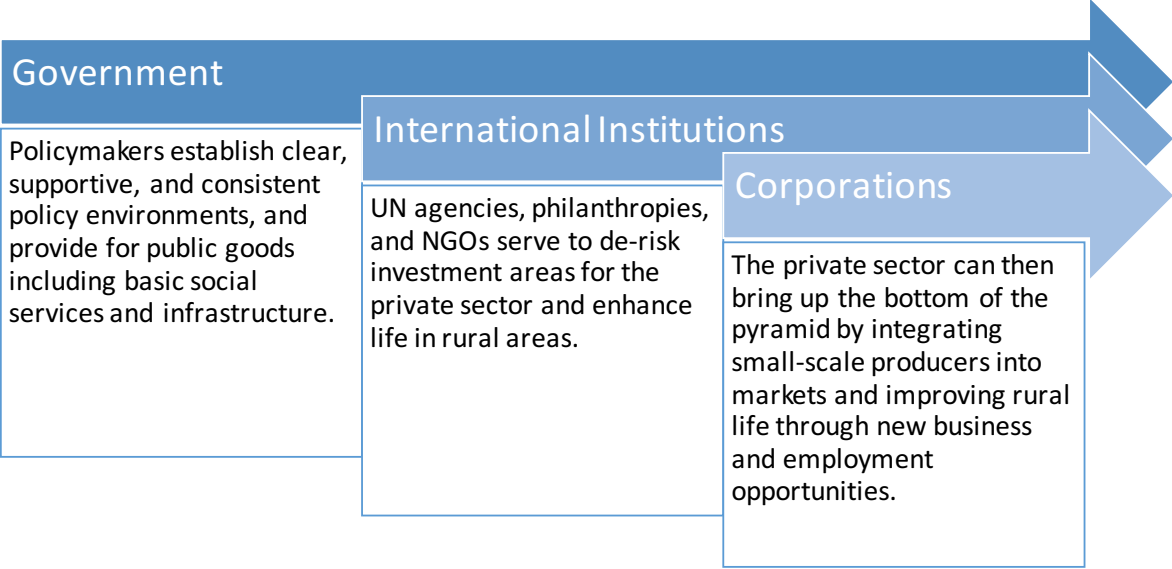 Government
Policymakers establish clear,
supportive, and consistent
policy environments, and
provide for public goods
including basic social
services and infrastructure.
International Institutions
UN agencies, philanthropies,
and NGOs serve to de-risk
investment areas for the
private sector and enhance
life in rural areas.
Corporations
The private sector can then
bring up the bottom of the
pyramid by integrating
small-scale producers into
markets and improving rural
life through new business
and employment
opportunities.